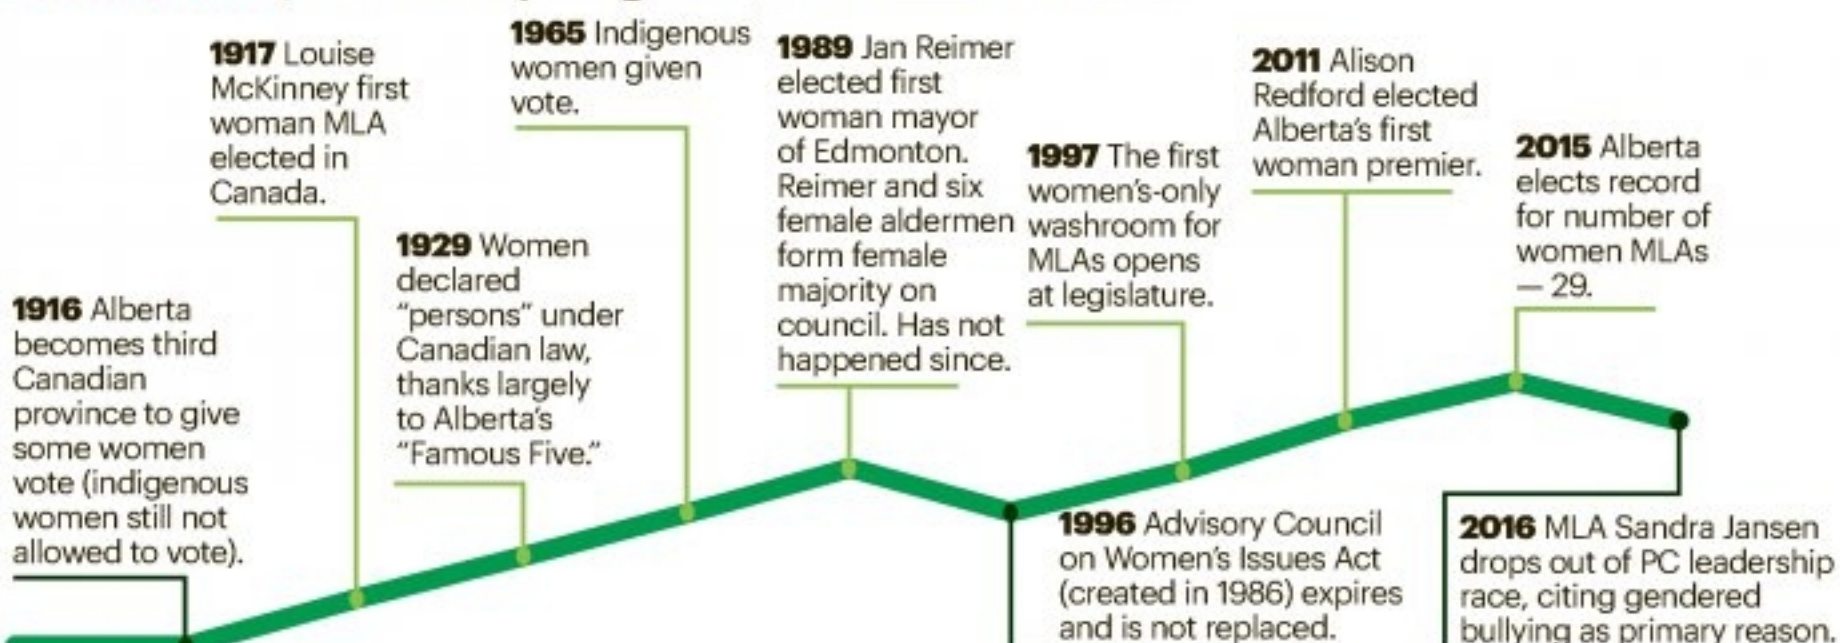 1916 Alberta
becomes third
Canadian
province to give
some women
vote (indigenous
women still not
allowed to vote).
1917 Louise
McKinney first
woman MLA
elected in
Canada.
1929 Women
declared
“persons” under
Canadian law,
thanks largely
to Alberta’s
“Famous Five.”
1965 Indigenous
women given
vote.
1989 Jan Reimer
elected first
woman mayor
of Edmonton.
Reimer and six
female aldermen
form female
majority on
council. Has not
happened since.
1996 Advisory Council
on Women’s Issues Act
(created in 1986) expires
and is not replaced.
1997 The first
women’s-only
washroom for
MLAs opens
at legislature.
2011 Alison
Redford elected
Alberta’s first
woman premier.
2015 Alberta
elects record
for number of
women MLAs
— 29.
2016 MLA Sandra Jansen
drops out of PC leadership
race, citing gendered
bullying as primary reason.